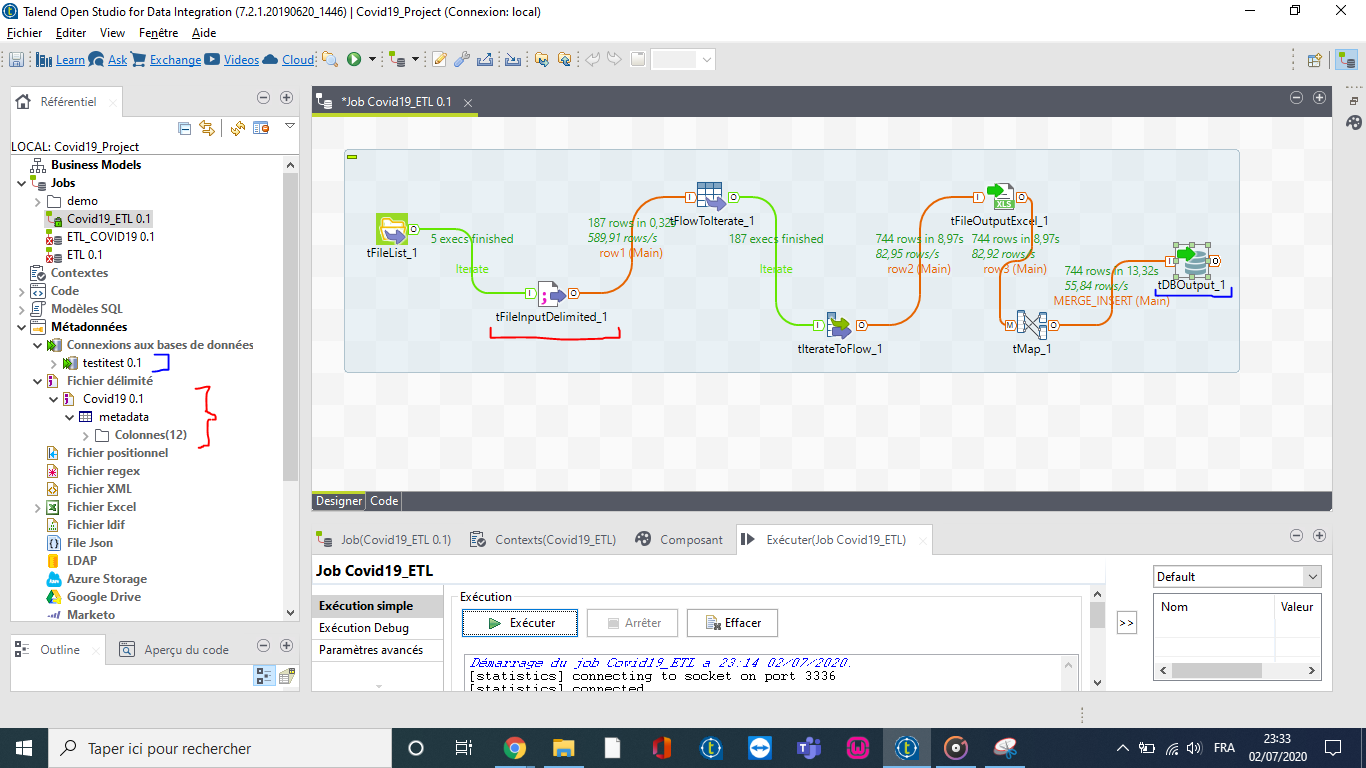 Talend Open Studio for Data Integration (7.2.1.20190620_1446) | Covid19_Project (Connexion: local)
Fichier Editer View Fenêtre Aide
Learn Ask Exchange Videos Cloud
Référentiel
LOCAL: Covid19_Project
Business Models
Jobs
demo
Covid19_ETL 0.1
ETL_COVID19 0.1
ETL 0.1
Contextes
Code
Modèles SQL
Métadonnées
Connexions aux bases de données
testitest 0.1
Fichier délimité
Covid19 0.1
metadata
Colonnes(12)
Fichier positionnel
Fichier regex
Fichier XML
Fichier Excel
Fichier ldif
File Json
LDAP
Azure Storage
Google Drive
Marketo
Outline Aperçu du code
*Job Covid19_ETL 0.1
tFileList_1
5 execs finished
Iterate
tFileInputDelimited_1
187 rows in 0,32s
589,91 rows/s
row1 (Main)
tFlowToIterate_1
187 execs finished
Iterate
tIterateToFlow_1
744 rows in 8,97s
82,95 rows/s
row2 (Main)
tFileOutputExcel_1
744 rows in 8,97s
82,92 rows/s
row3 (Main)
tMap_1
744 rows in 13,32s
55,84 rows/s
MERGE_INSERT (Main)
tDBOutput_1
Designer Code
Job(Covid19_ETL 0.1) Contexts(Covid19_ETL) Composant Exécuter(Job Covid19_ETL)
Job Covid19_ETL
Exécution simple
Exécution Debug
Paramètres avancés
Exécution
Exécuter Arrêter Effacer
Démarrage du job Covid19_ETL a 23:14 02/07/2020.
[statistics] connecting to socket on port 3336
[statistics] connected
>>
Default
Nom Valeur
Taper ici pour rechercher
FRA
23:33
02/07/2020